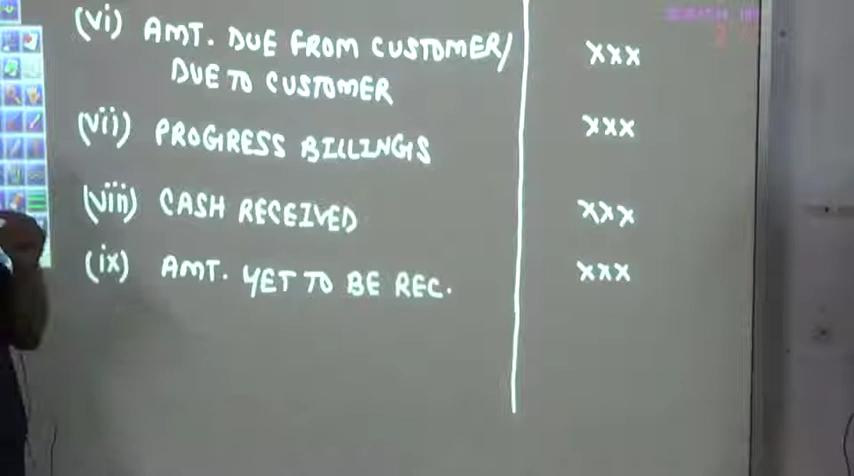 (vi) AMT. DUE FROM CUSTOMER/ xxx
DUE TO CUSTOMER
(vii) PROGRESS BILLINGS xxx
(viii) CASH RECEIVED xxx
(ix) AMT. YET TO BE REC. xxx